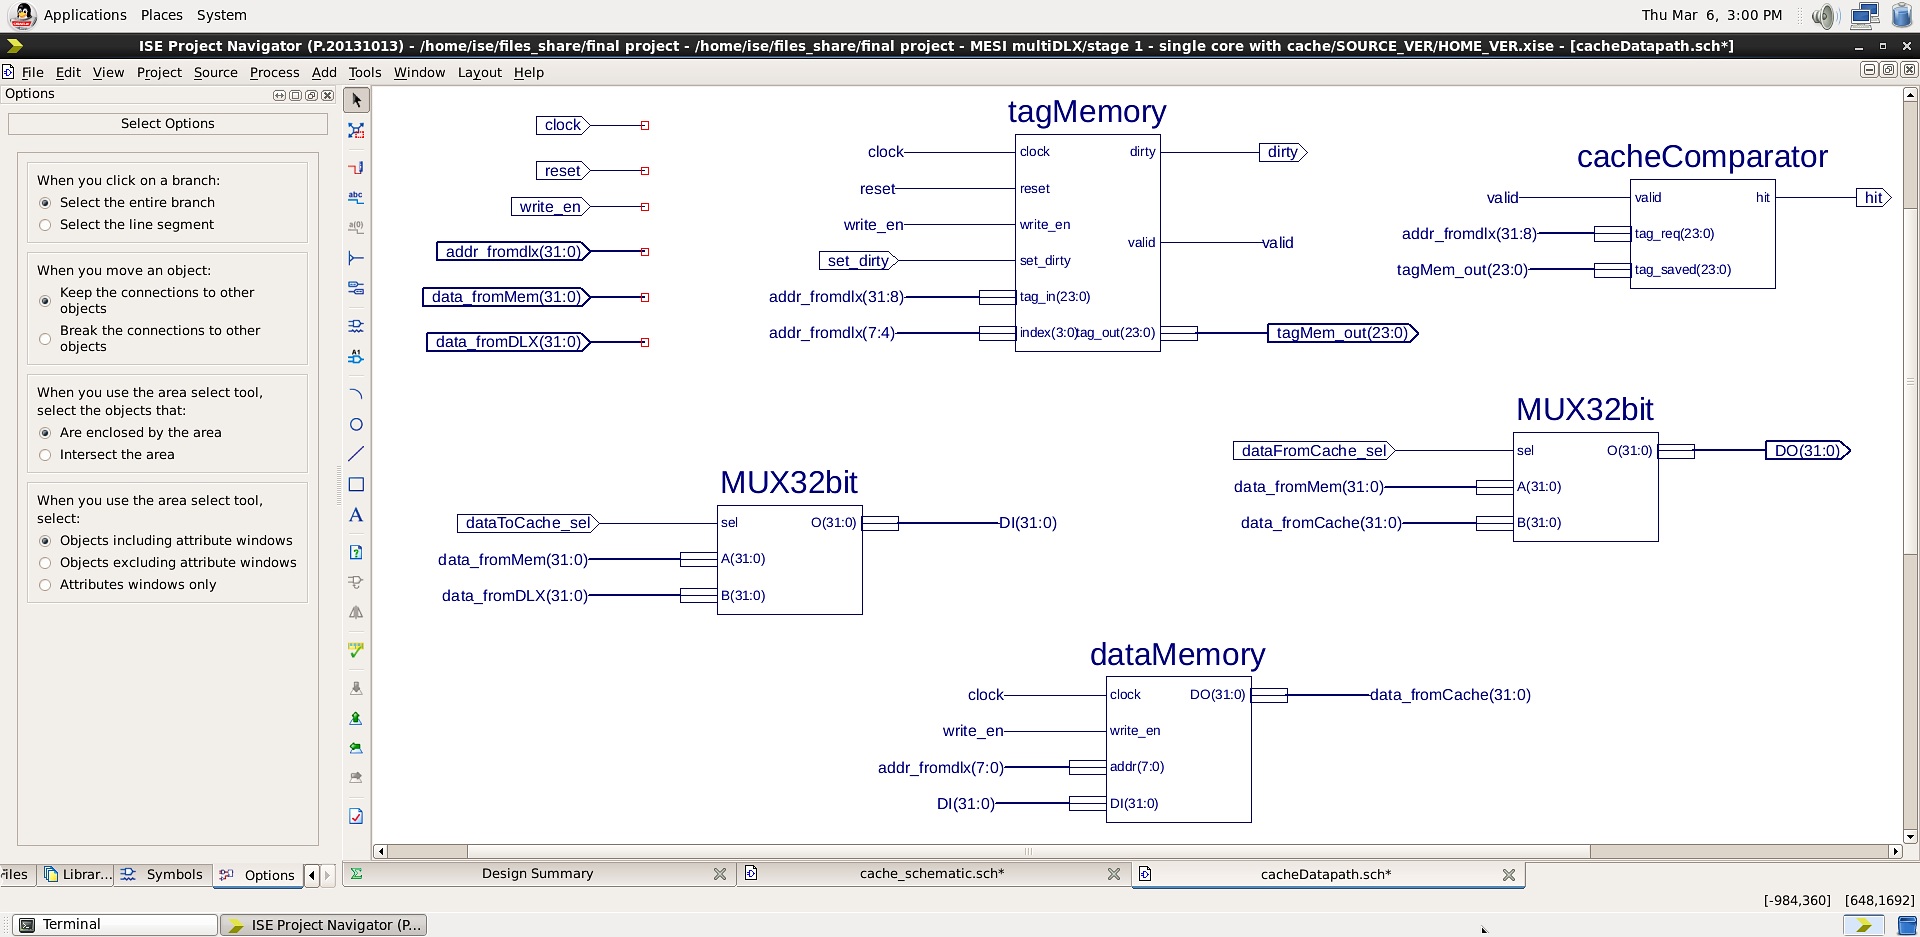 Applications Places System
Thu Mar 6, 3:00 PM
ISE Project Navigator (P.20131013) - /home/ise/files_share/final project - /home/ise/files_share/final project - MESI multiDLX/stage 1 - single core with cache/SOURCE_VER/HOME_VER.xise - [cacheDatapath.sch*]
File Edit View Project Source Process Add Tools Window Layout Help
Options
Select Options
When you click on a branch:
Select the entire branch
Select the line segment
When you move an object:
Keep the connections to other
objects
Break the connections to other
objects
When you use the area select tool,
select the objects that:
Are enclosed by the area
Intersect the area
When you use the area select tool,
select:
Objects including attribute windows
Objects excluding attribute windows
Attributes windows only
iles Librar... Symbols Options
abc
a(0)
A1
A
clock
reset
write_en
addr_fromdlx(31:0)
data_fromMem(31:0)
data_fromDLX(31:0)
tagMemory
clock clock dirty dirty
reset reset
write_en write_en
valid valid
set_dirty set_dirty
addr_fromdlx(31:8) tag_in(23:0)
addr_fromdlx(7:4) index(3:0) tag_out(23:0) tagMem_out(23:0)
cacheComparator
valid valid hit hit
addr_fromdlx(31:8) tag_req(23:0)
tagMem_out(23:0) tag_saved(23:0)
MUX32bit
dataFromCache_sel sel O(31:0) DO(31:0)
data_fromMem(31:0) A(31:0)
data_fromCache(31:0) B(31:0)
MUX32bit
dataToCache_sel sel O(31:0) DI(31:0)
data_fromMem(31:0) A(31:0)
data_fromDLX(31:0) B(31:0)
dataMemory
clock clock DO(31:0) data_fromCache(31:0)
write_en write_en
addr_fromdlx(7:0) addr(7:0)
DI(31:0) DI(31:0)
Design Summary
cache_schematic.sch*
cacheDatapath.sch*
[-984,360] [648,1692]
Terminal
ISE Project Navigator (P...